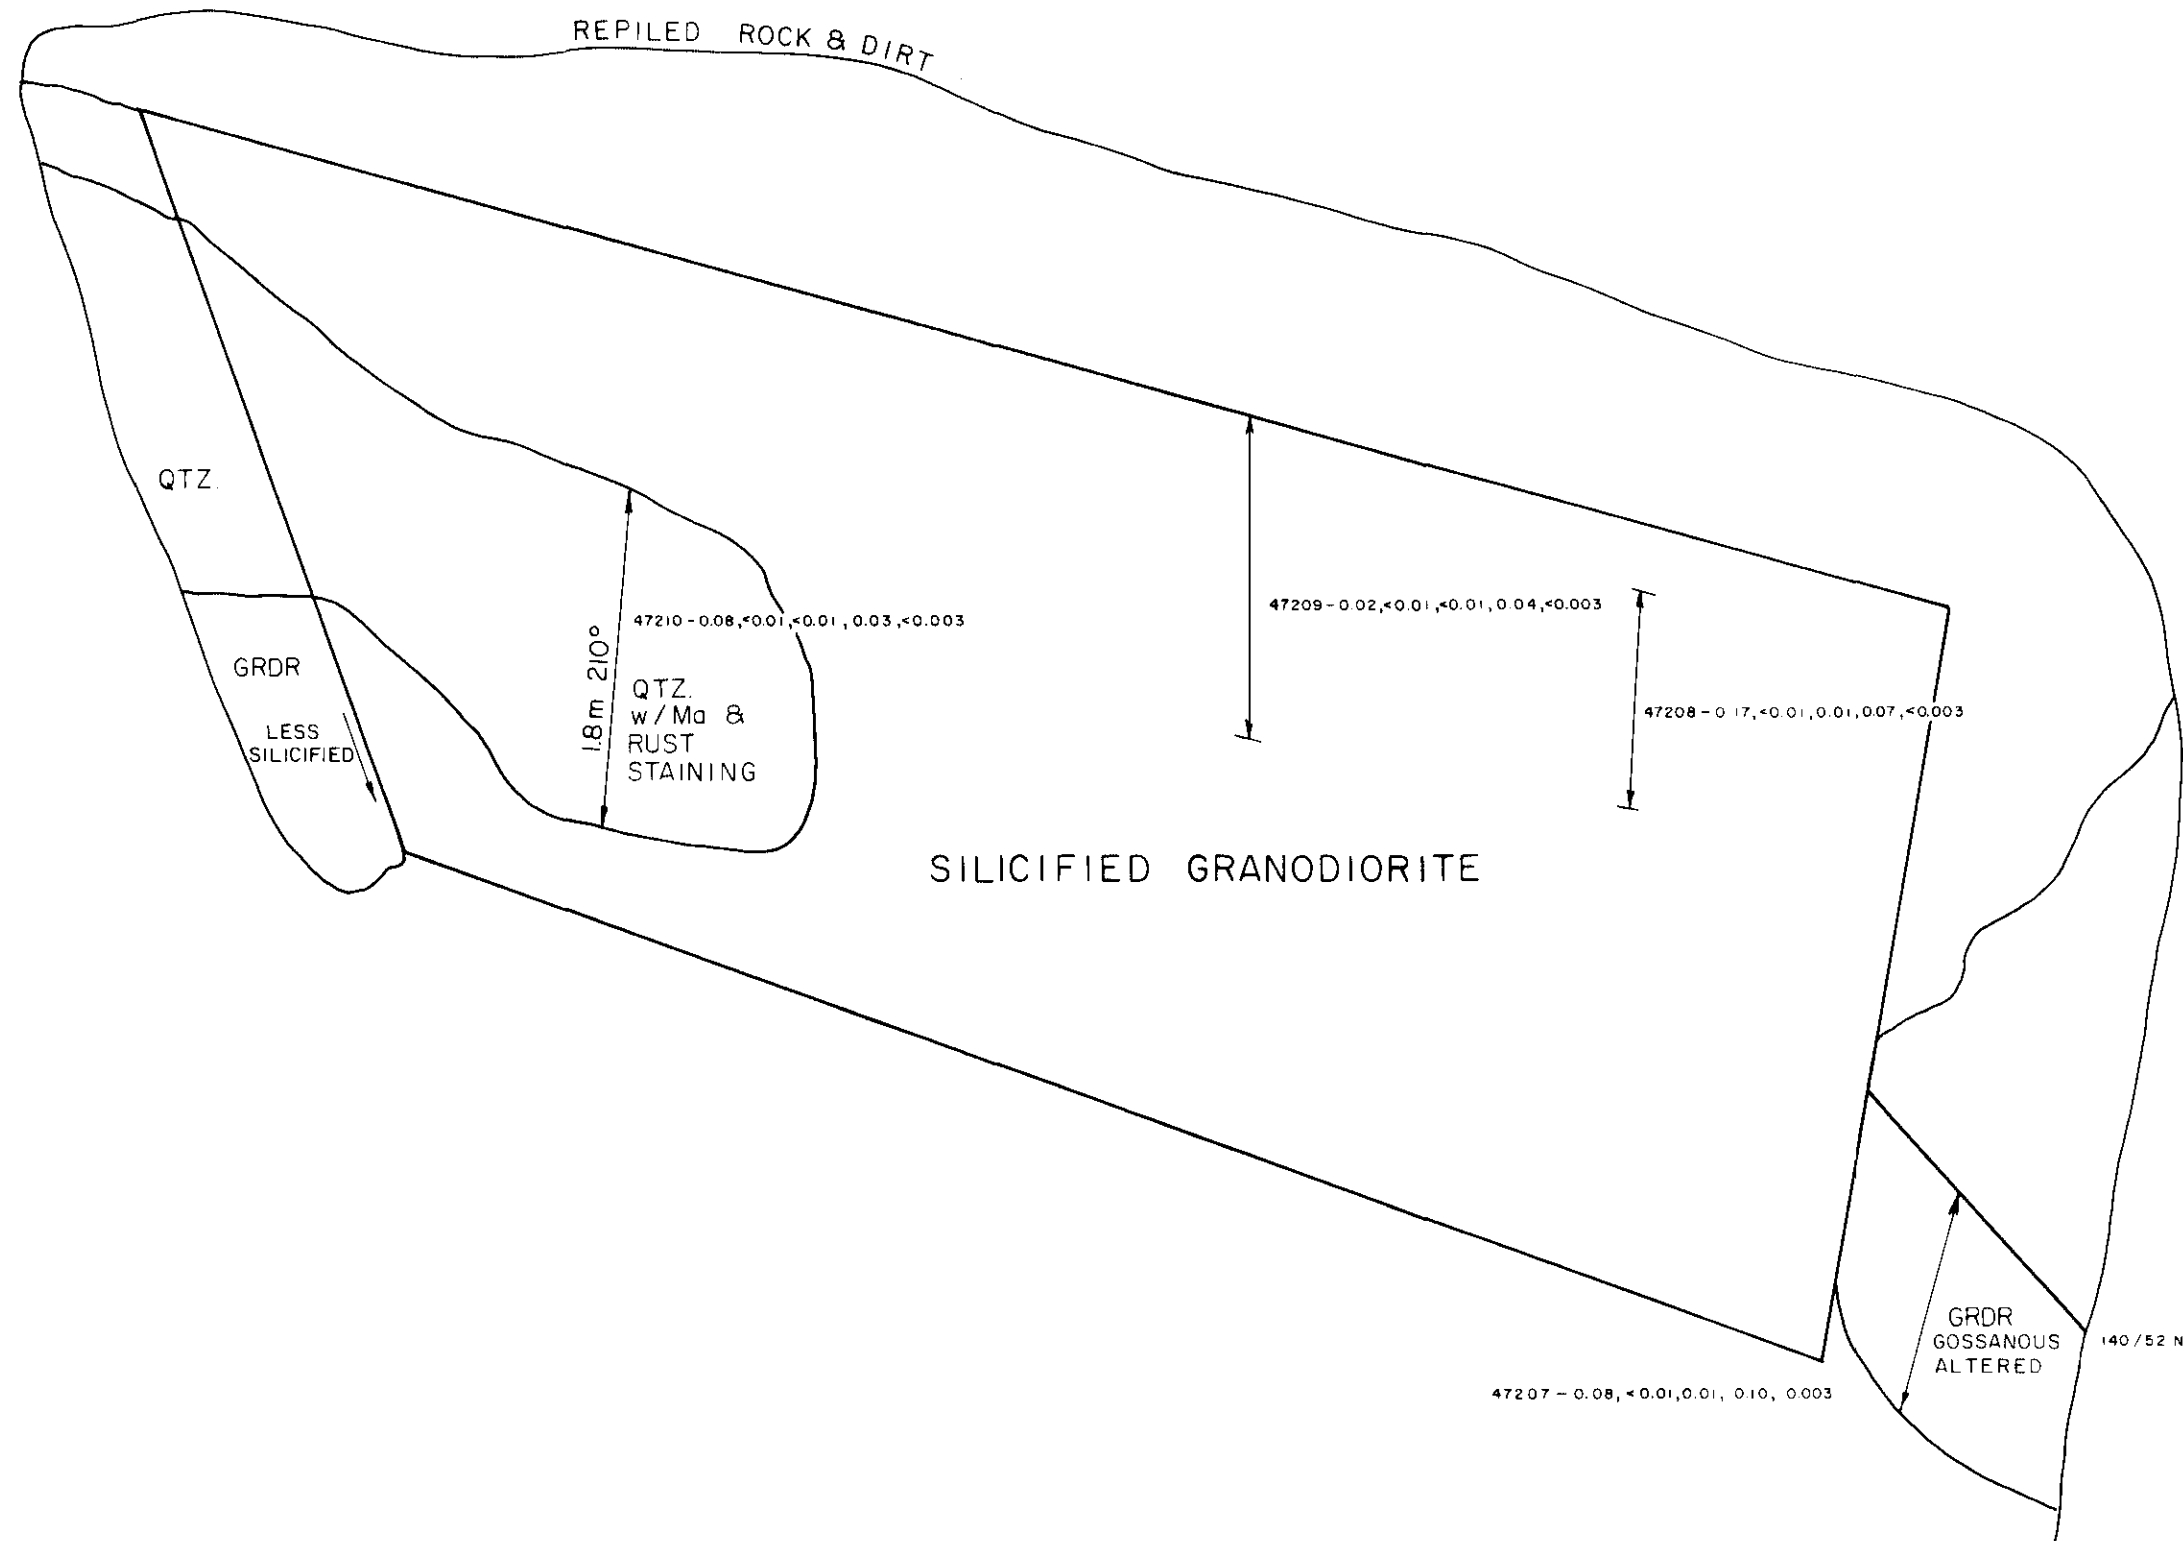 REPILED ROCK & DIRT
QTZ.
47210-0.08,<0.01,<0.01,0.03,<0.003
47209-0.02,<0.01,<0.01,0.04,<0.003
1.8m 210°
GRDR
QTZ.
w/Ma &
RUST
STAINING
47208-0.17,<0.01,0.01,0.07,<0.003
LESS
SILICIFIED
SILICIFIED GRANODIORITE
GRDR
GOSSANOUS
ALTERED
140/52 N
47207-0.08,<0.01,0.01, 0.10, 0.003